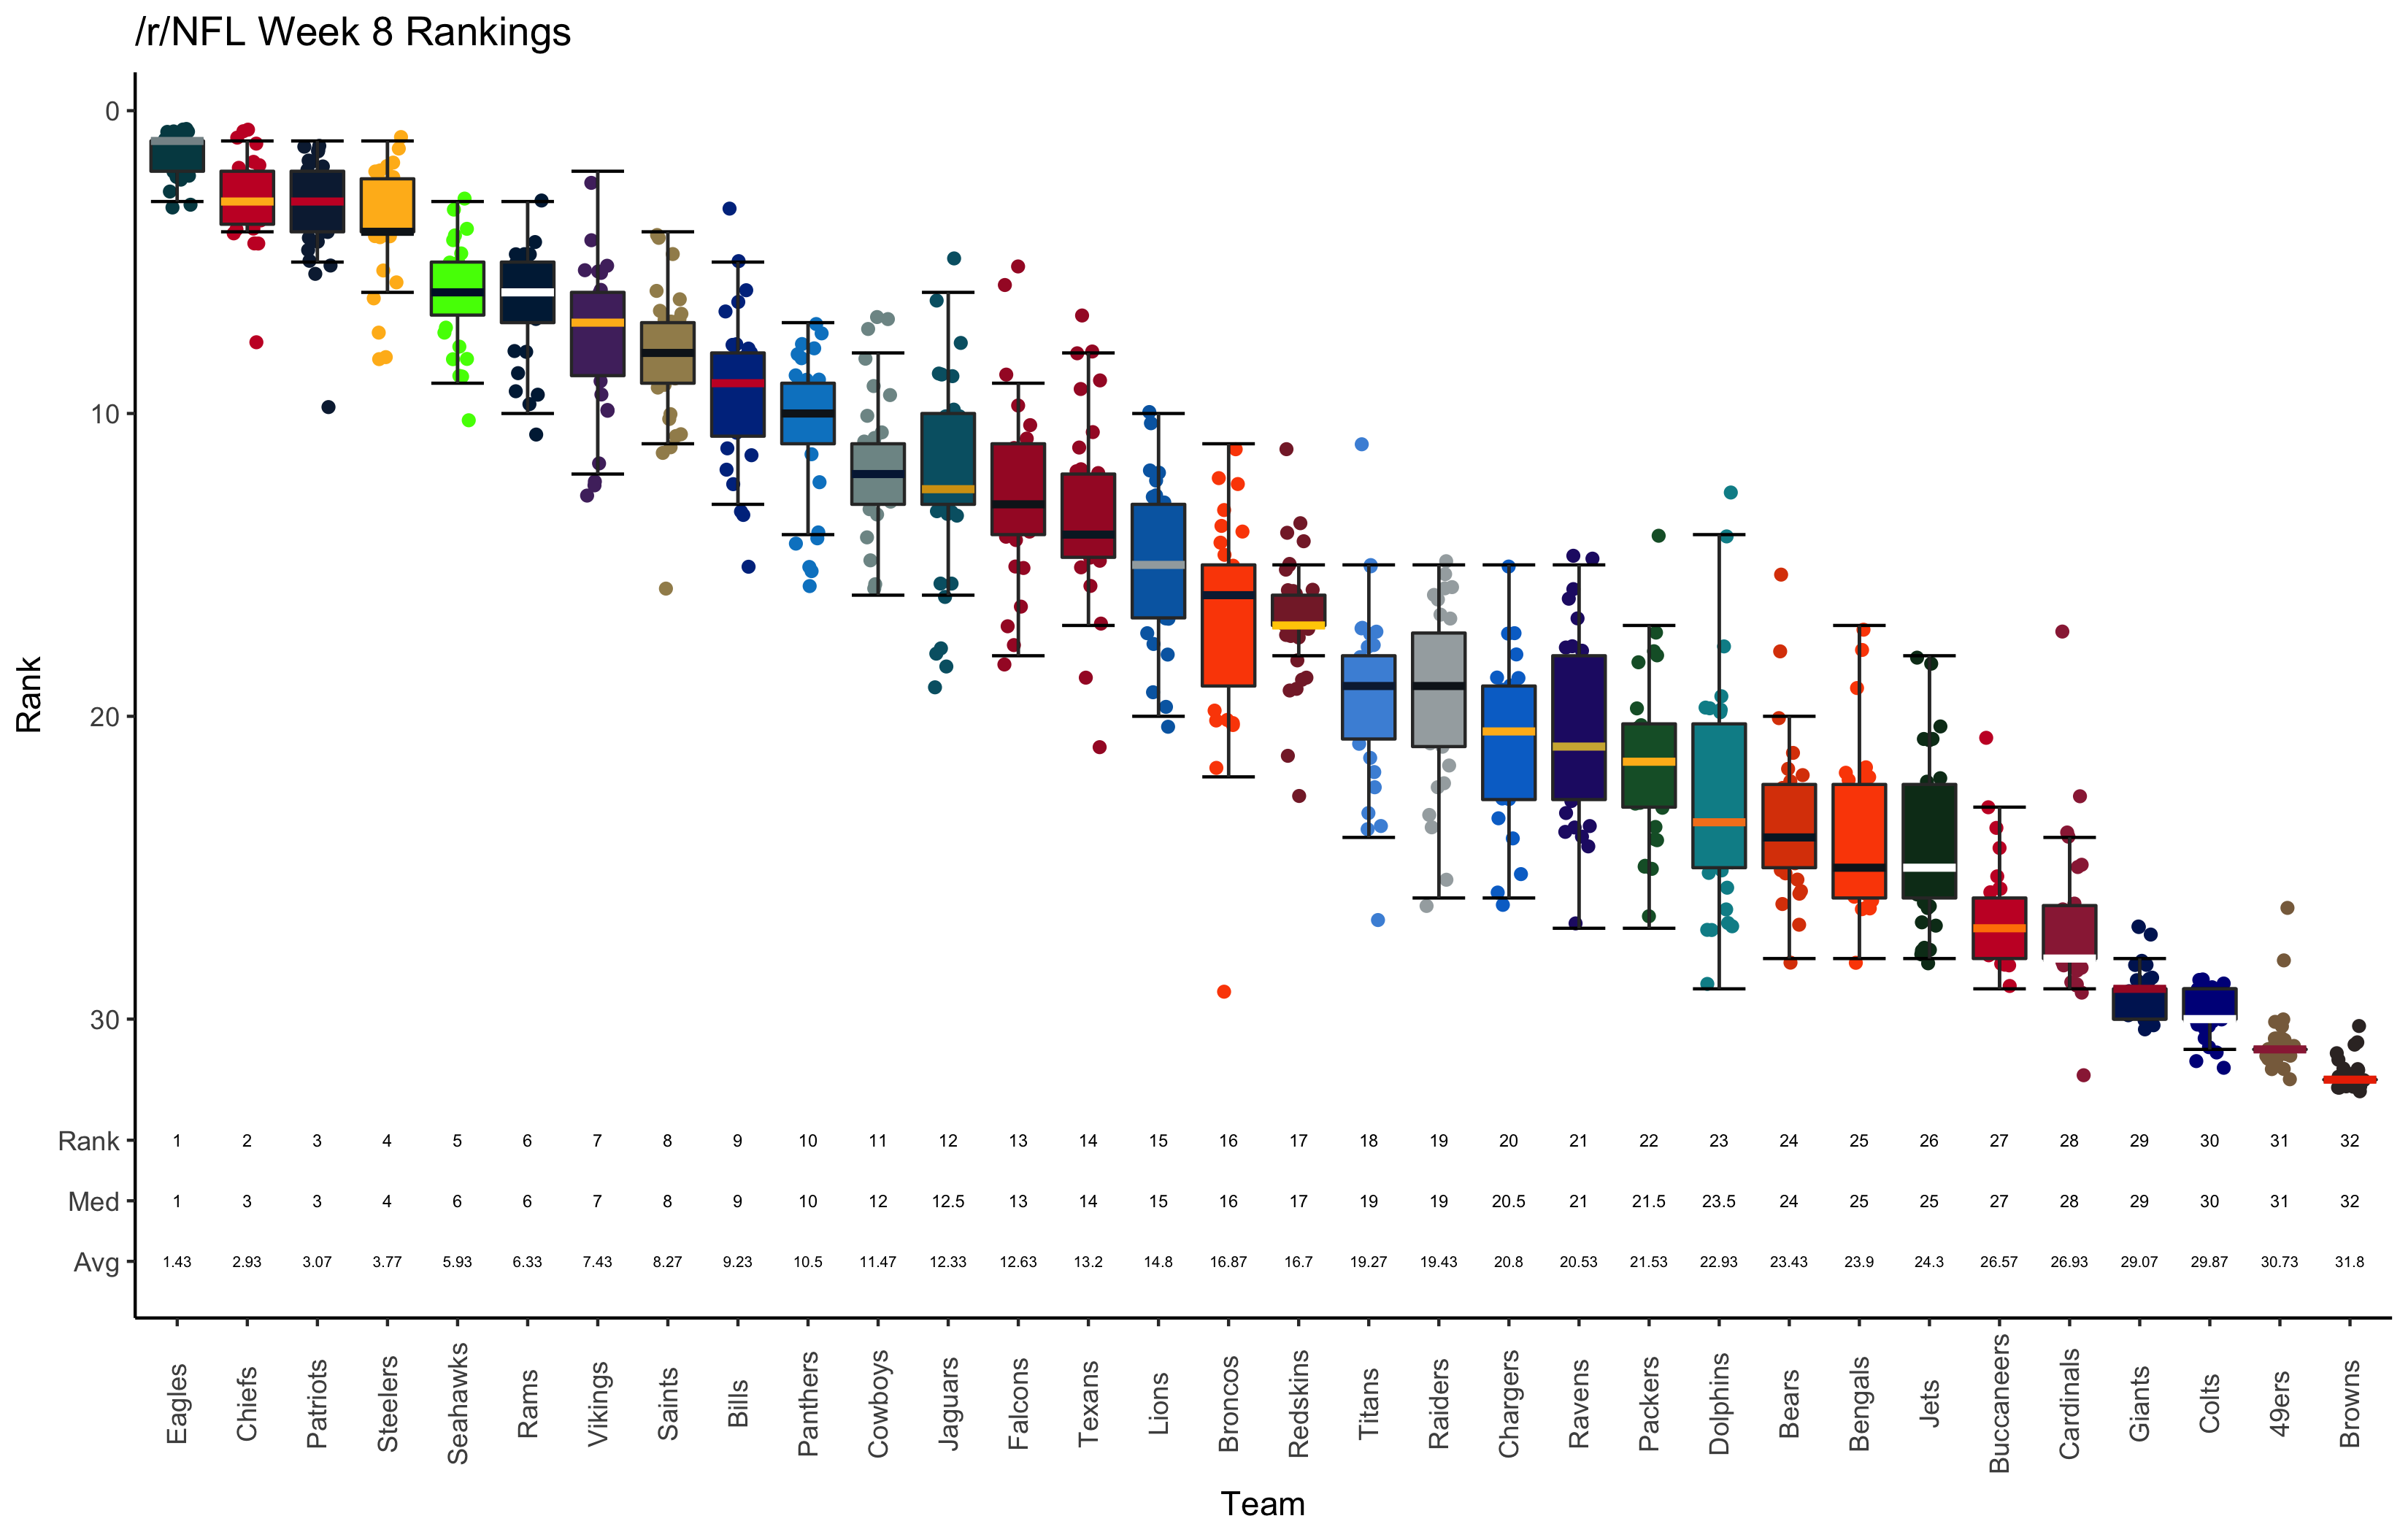 /r/NFL Week 8 Rankings
0
10
20
30
Rank
Rank 1 2 3 4 5 6 7 8 9 10 11 12 13 14 15 16 17 18 19 20 21 22 23 24 25 26 27 28 29 30 31 32
Med 1 3 3 4 6 6 7 8 9 10 12 12.5 13 14 15 16 17 19 19 20.5 21 21.5 23.5 24 25 25 27 28 29 30 31 32
Avg 1.43 2.93 3.07 3.77 5.93 6.33 7.43 8.27 9.23 10.5 11.47 12.33 12.63 13.2 14.8 16.87 16.7 19.27 19.43 20.8 20.53 21.53 22.93 23.43 23.9 24.3 26.57 26.93 29.07 29.87 30.73 31.8
Eagles Chiefs Patriots Steelers Seahawks Rams Vikings Saints Bills Panthers Cowboys Jaguars Falcons Texans Lions Broncos Redskins Titans Raiders Chargers Ravens Packers Dolphins Bears Bengals Jets Buccaneers Cardinals Giants Colts 49ers Browns
Team